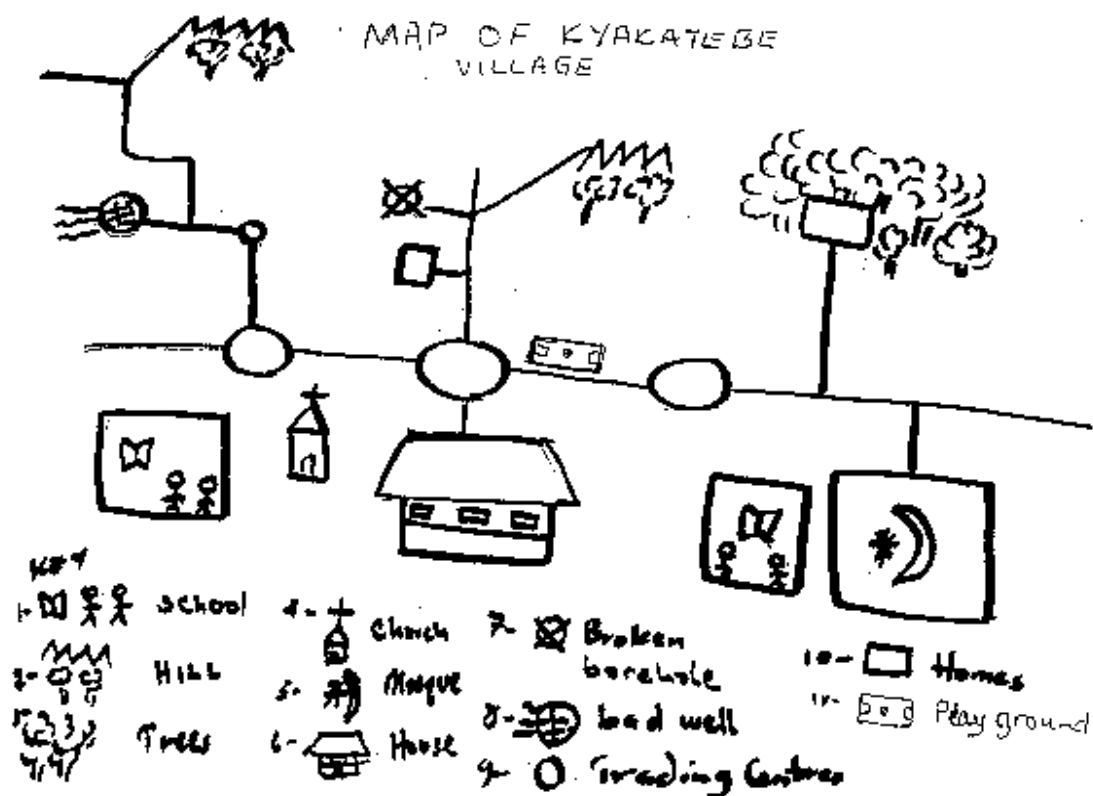 MAP OF KYAKATEBE
VILLAGE
KEY
1- School
2- HILL
Trees
4- Church
5- Mosque
6- House
7- Broken
borehole
8- bad well
9- Trading Centres
10- Homes
11- Play ground